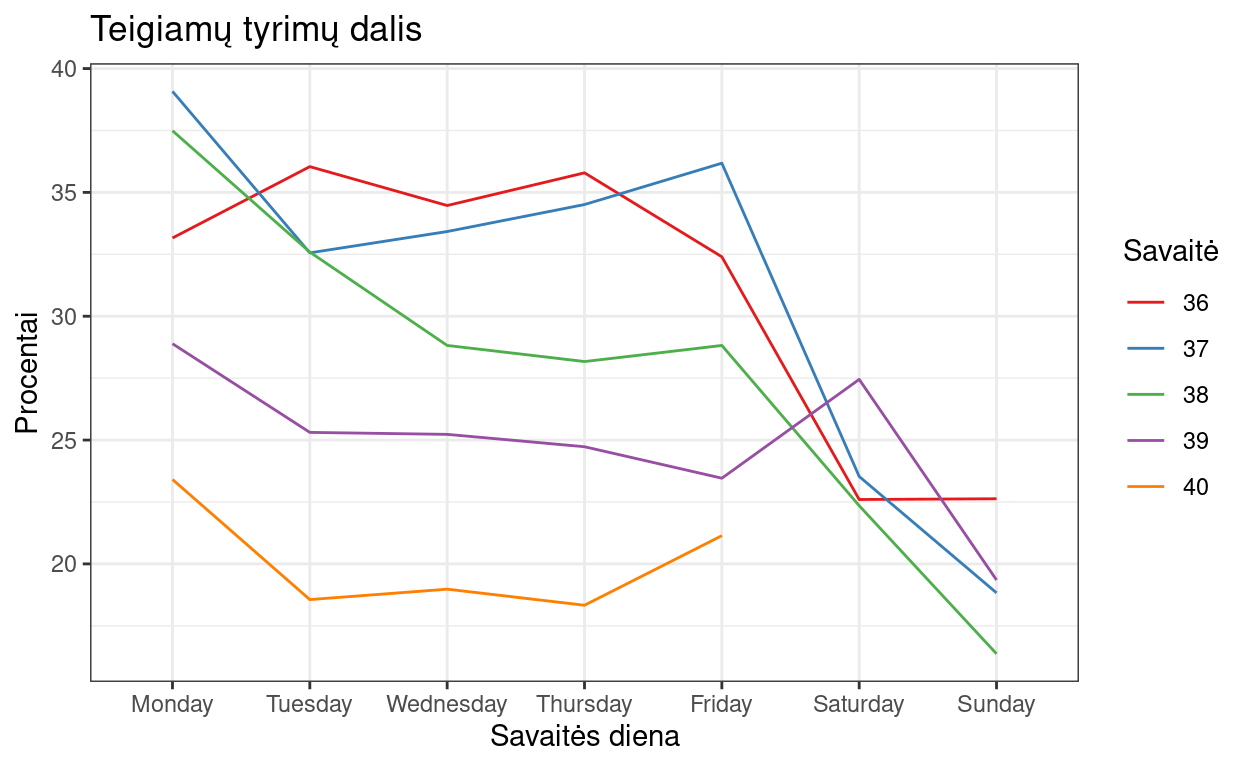 Teigiamų tyrimų dalis
40
35
30
25
20
Procentai
Monday Tuesday Wednesday Thursday Friday Saturday Sunday
Savaitės diena
Savaitė
36
37
38
39
40